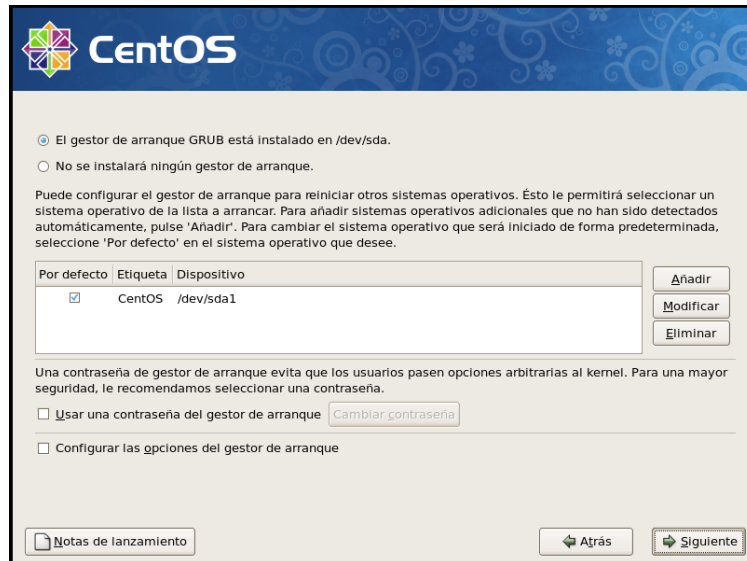 CentOS
El gestor de arranque GRUB está instalado en /dev/sda.
No se instalará ningún gestor de arranque.
Puede configurar el gestor de arranque para reiniciar otros sistemas operativos. Ésto le permitirá seleccionar un
sistema operativo de la lista a arrancar. Para añadir sistemas operativos adicionales que no han sido detectados
automáticamente, pulse 'Añadir'. Para cambiar el sistema operativo que será iniciado de forma predeterminada,
seleccione 'Por defecto' en el sistema operativo que desee.
Por defecto Etiqueta Dispositivo
CentOS /dev/sda1
Añadir
Modificar
Eliminar
Una contraseña de gestor de arranque evita que los usuarios pasen opciones arbitrarias al kernel. Para una mayor
seguridad, le recomendamos seleccionar una contraseña.
Usar una contraseña del gestor de arranque Cambiar contraseña
Configurar las opciones del gestor de arranque
Notas de lanzamiento Atrás Siguiente